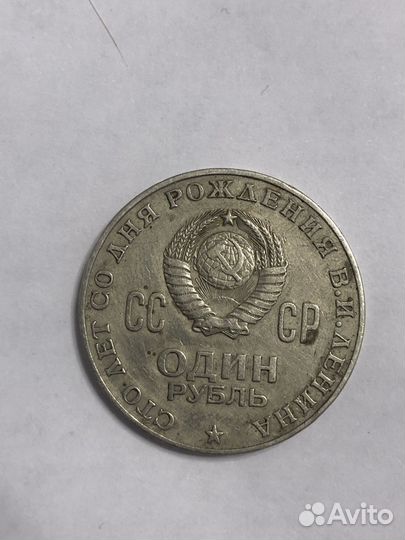 СТО ЛЕТ СО ДНЯ РОЖДЕНИЯ В.И. ЛЕНИНА
СС СР
ОДИН
РУБЛЬ
Avito